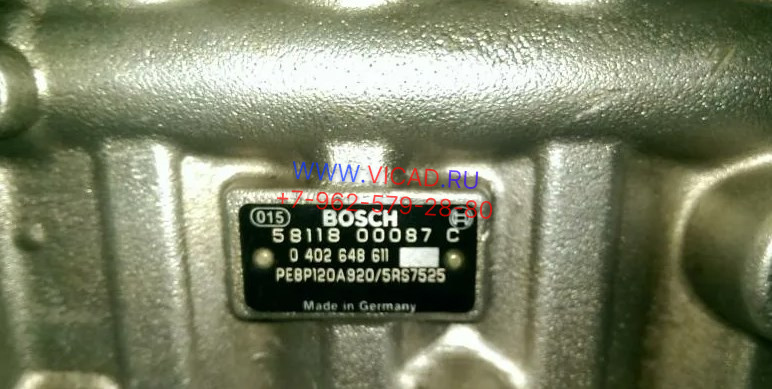 WWW.VICAD.RU
+7-962-579-28-80
015 BOSCH
58118 00087 C
0 402 648 611
PE8P120A920/5RS7525
Made in Germany